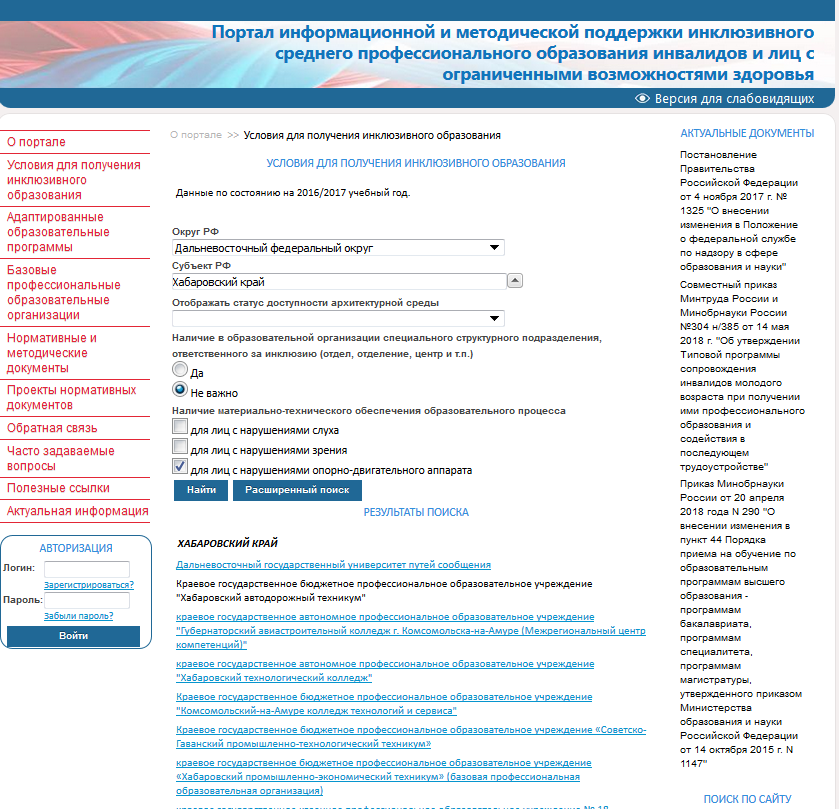 Портал информационной и методической поддержки инклюзивного
среднего профессионального образования инвалидов и лиц с
ограниченными возможностями здоровья
Версия для слабовидящих
О портале
Условия для получения
инклюзивного
образования
Адаптированные
образовательные
программы
Базовые
профессиональные
образовательные
организации
Нормативные и
методические
документы
Проекты нормативных
документов
Обратная связь
Часто задаваемые
вопросы
Полезные ссылки
Актуальная информация
АВТОРИЗАЦИЯ
Логин:
Зарегистрироваться?
Пароль:
Забыли пароль?
Войти
О портале >> Условия для получения инклюзивного образования
УСЛОВИЯ ДЛЯ ПОЛУЧЕНИЯ ИНКЛЮЗИВНОГО ОБРАЗОВАНИЯ
Данные по состоянию на 2016/2017 учебный год.
Округ РФ
Дальневосточный федеральный округ
Субъект РФ
Хабаровский край
Отображать статус доступности архитектурной среды
Наличие в образовательной организации специального структурного подразделения,
ответственного за инклюзию (отдел, отделение, центр и т.п.)
Да
Не важно
Наличие материально-технического обеспечения образовательного процесса
для лиц с нарушениями слуха
для лиц с нарушениями зрения
для лиц с нарушениями опорно-двигательного аппарата
Найти
Расширенный поиск
РЕЗУЛЬТАТЫ ПОИСКА
ХАБАРОВСКИЙ КРАЙ
Дальневосточный государственный университет путей сообщения
Краевое государственное бюджетное профессиональное образовательное учреждение
"Хабаровский автодорожный техникум"
краевое государственное автономное профессиональное образовательное учреждение
"Губернаторский авиастроительный колледж г. Комсомольска-на-Амуре (Межрегиональный центр
компетенций)"
краевое государственное автономное профессиональное образовательное учреждение
"Хабаровский технологический колледж"
Краевое государственное бюджетное профессиональное образовательное учреждение
"Комсомольский-на-Амуре колледж технологий и сервиса"
Краевое государственное бюджетное профессиональное образовательное учреждение «Советско-
Гаванский промышленно-технологический техникум»
краевое государственное бюджетное профессиональное образовательное учреждение
«Хабаровский промышленно-экономический техникум» (базовая профессиональная
образовательная организация)
краевое государственное казенное профессиональное образовательное учреждение № 18
АКТУАЛЬНЫЕ ДОКУМЕНТЫ
Постановление
Правительства
Российской Федерации
от 4 ноября 2017 г. №
1325 "О внесении
изменения в Положение
о федеральной службе
по надзору в сфере
образования и науки"
Совместный приказ
Минтруда России и
Минобрнауки России
№304 н/385 от 14 мая
2018 г. "Об утверждении
Типовой программы
сопровождения
инвалидов молодого
возраста при получении
ими профессионального
образования и
содействия в
последующем
трудоустройстве"
Приказ Минобрнауки
России от 20 апреля
2018 года N 290 "О
внесении изменения в
пункт 44 Порядка
приема на обучение по
образовательным
программам высшего
образования -
программам
бакалавриата,
программам
специалитета,
программам
магистратуры,
утвержденного приказом
Министерства
образования и науки
Российской Федерации
от 14 октября 2015 г. N
1147"
ПОИСК ПО САЙТУ